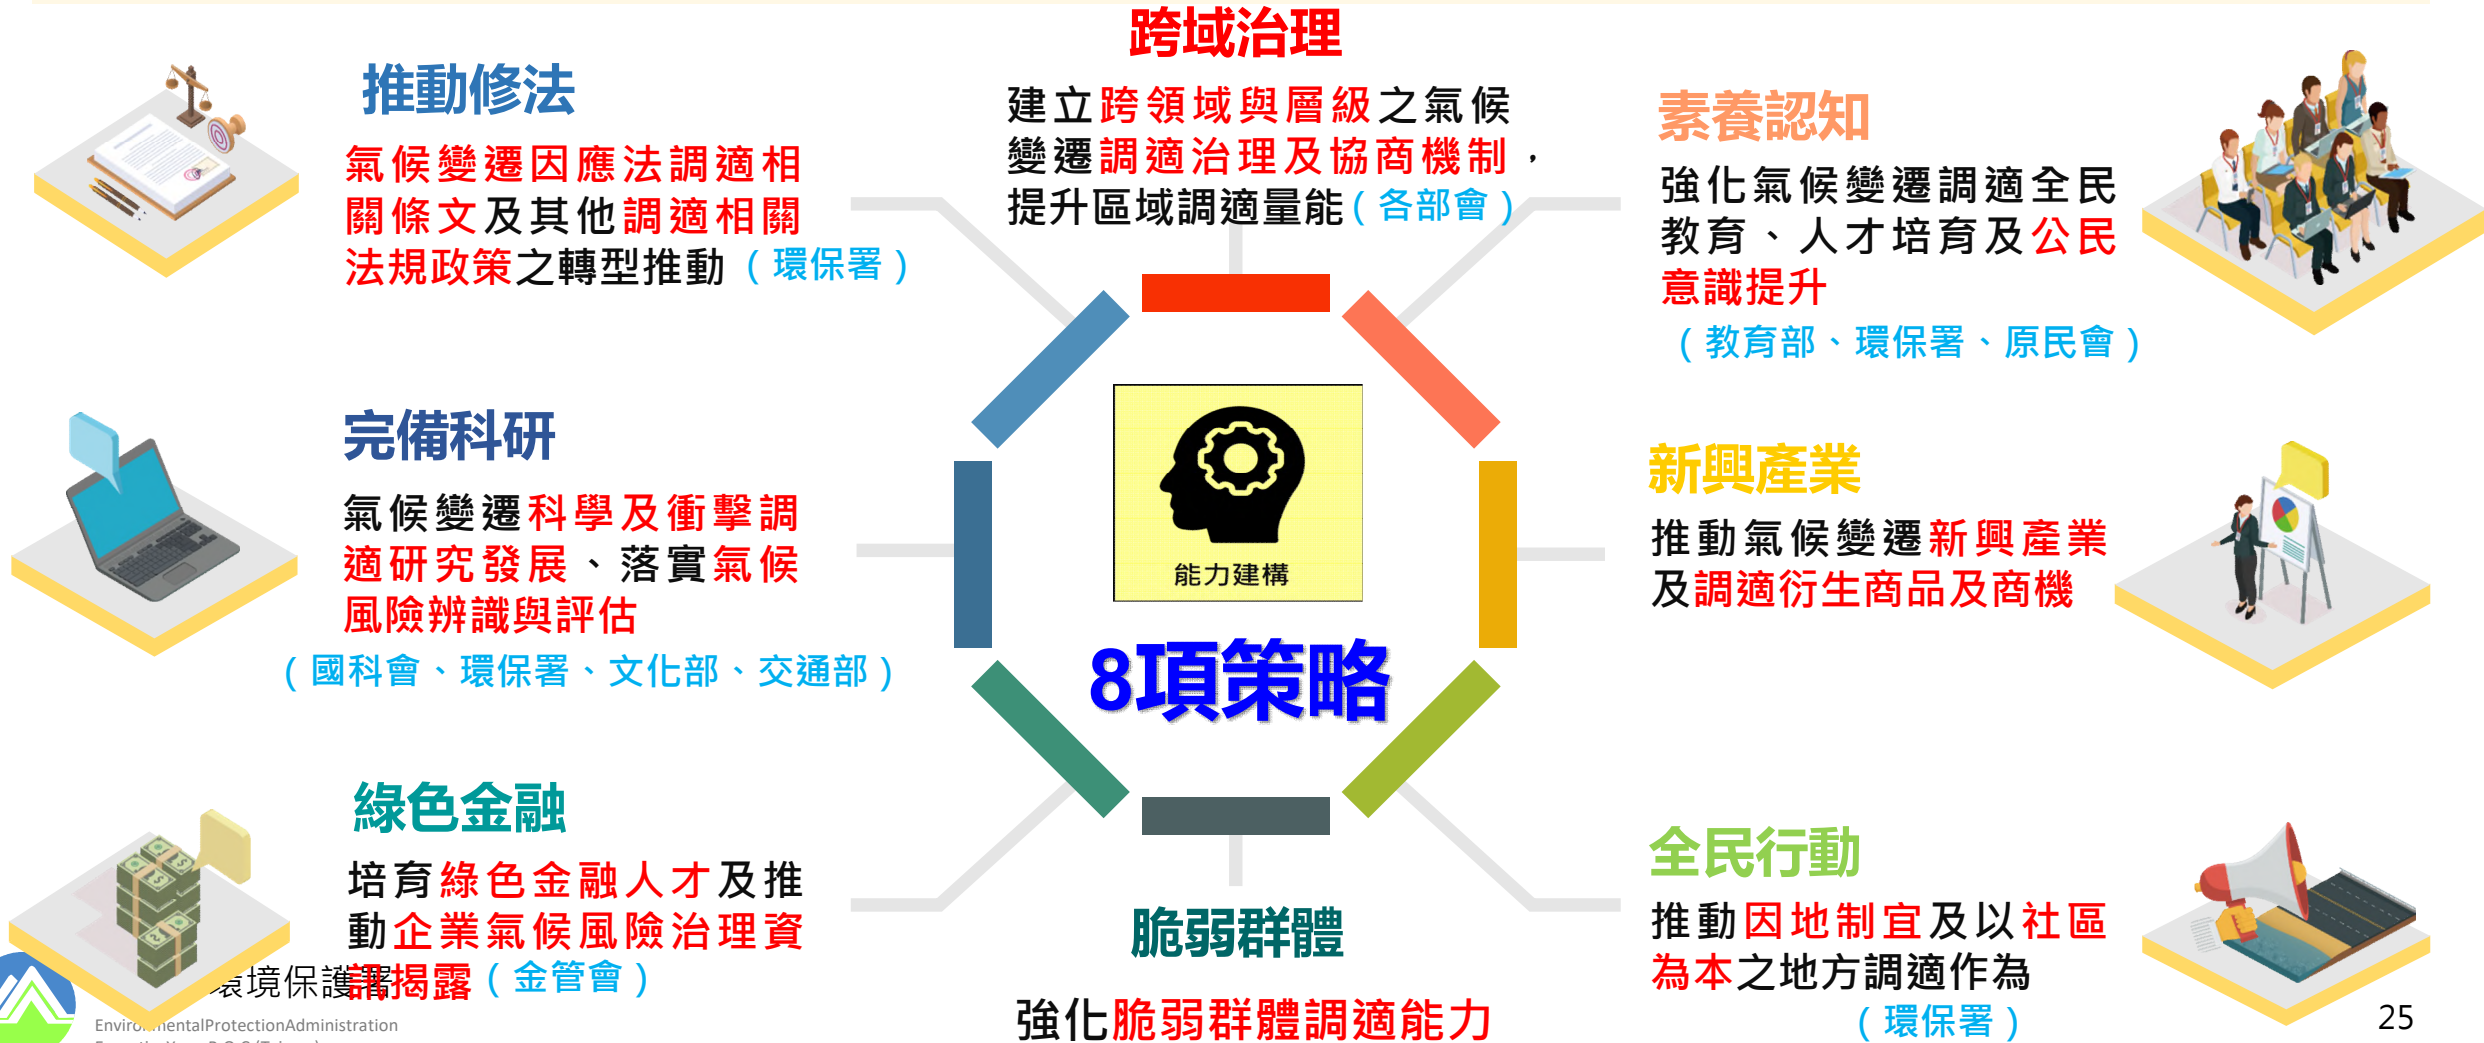 跨域治理
建立跨領域與層級之氣候
變遷調適治理及協商機制，
提升區域調適量能（各部會）
推動修法
氣候變遷因應法調適相
關條文及其他調適相關
法規政策之轉型推動（環保署）
素養認知
強化氣候變遷調適全民
教育、人才培育及公民
意識提升
（教育部、環保署、原民會）
完備科研
氣候變遷科學及衝擊調
適研究發展、落實氣候
風險辨識與評估
（國科會、環保署、文化部、交通部）
能力建構
8項策略
新興產業
推動氣候變遷新興產業
及調適衍生商品及商機
綠色金融
培育綠色金融人才及推
動企業氣候風險治理資
訊揭露（金管會）
脆弱群體
強化脆弱群體調適能力
全民行動
推動因地制宜及以社區
為本之地方調適作為
（環保署）
環境保護署
EnvironmentalProtectionAdministration
25